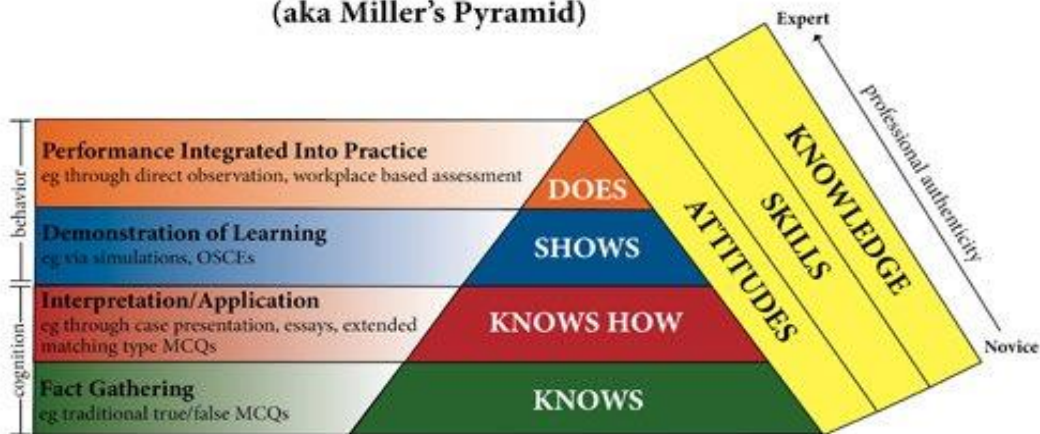 (aka Miller's Pyramid)
Expert
professional authenticity
Novice
KNOWLEDGE
SKILLS
ATTITUDES
behavior
Performance Integrated Into Practice
eg through direct observation, workplace based assessment
DOES
Demonstration of Learning
eg via simulations, OSCEs
SHOWS
cognition
Interpretation/Application
eg through case presentation, essays, extended
matching type MCQs
KNOWS HOW
Fact Gathering
eg traditional true/false MCQs
KNOWS